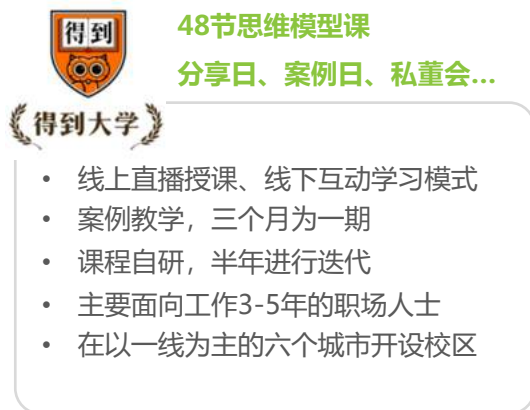 得到
得到大学
48节思维模型课
分享日、案例日、私董会...
• 线上直播授课、线下互动学习模式
• 案例教学，三个月为一期
• 课程自研，半年进行迭代
• 主要面向工作3-5年的职场人士
• 在以一线为主的六个城市开设校区